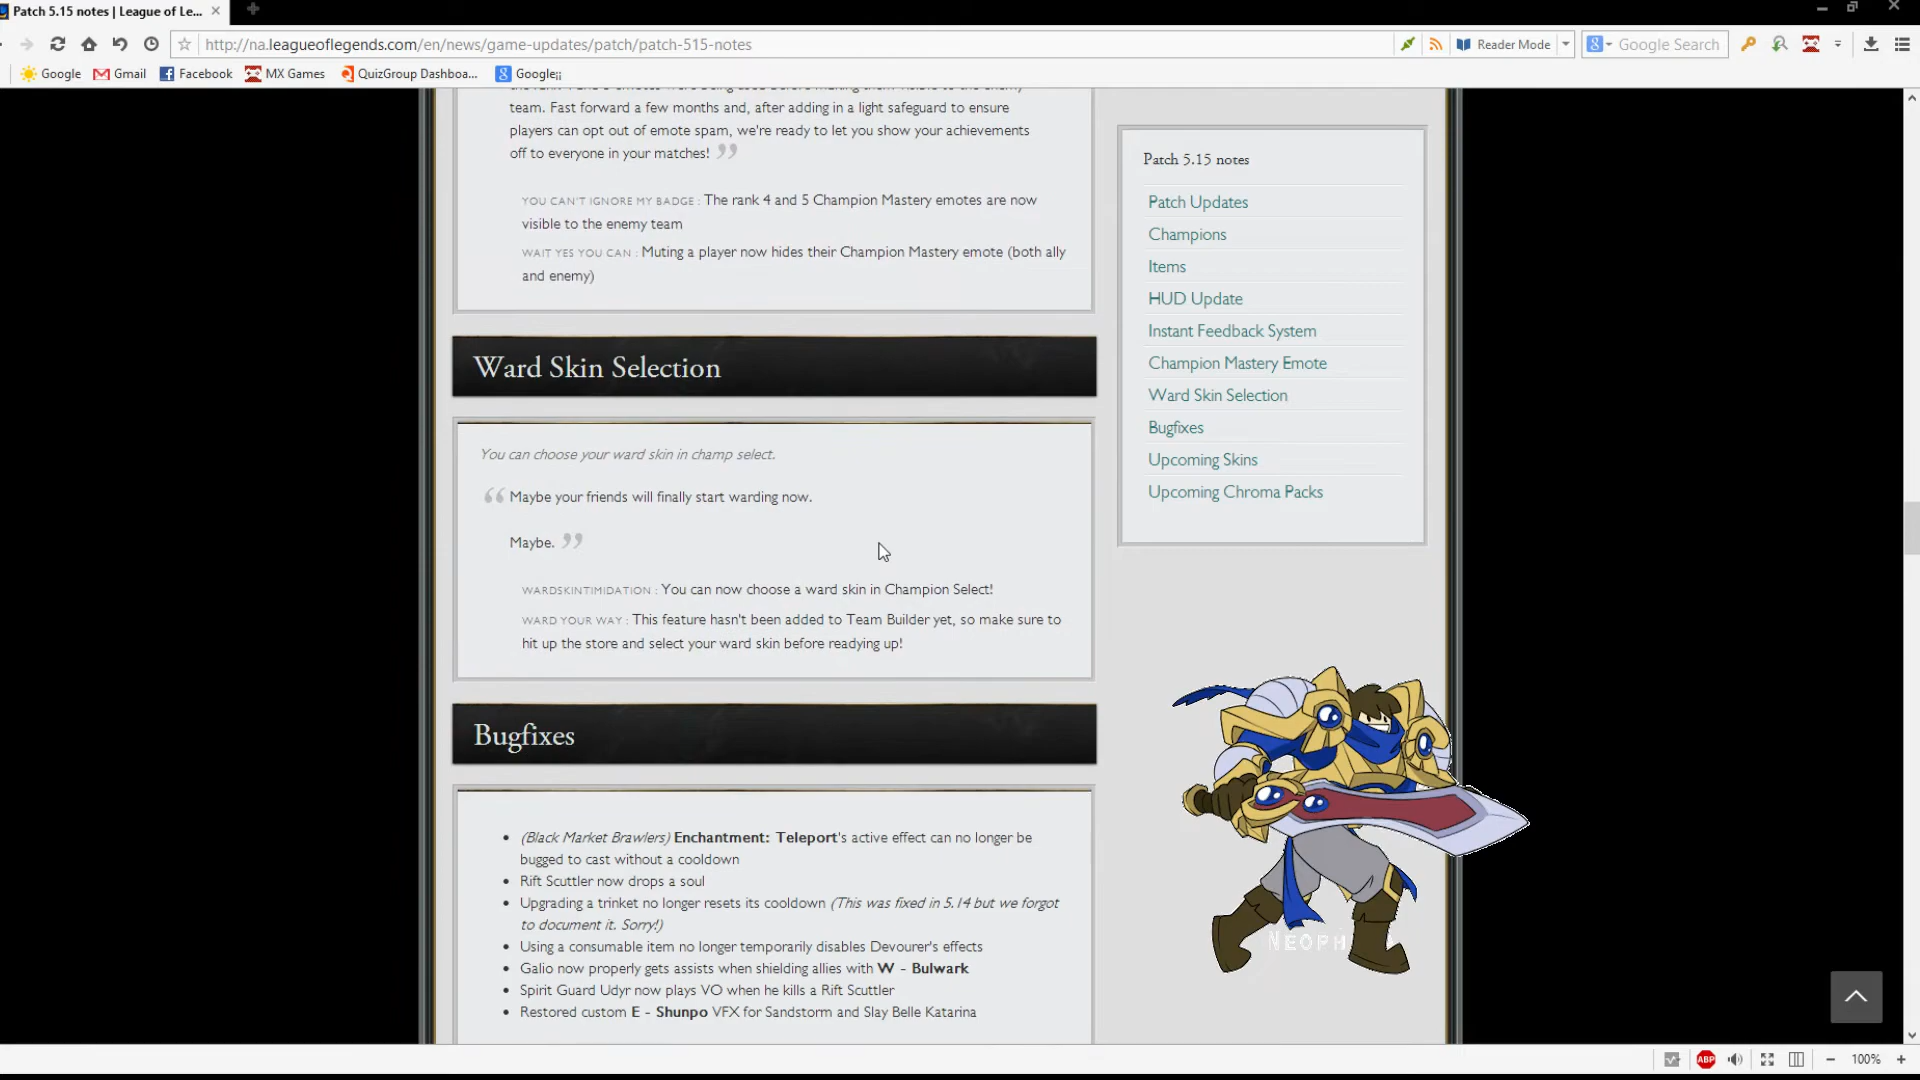 Patch 5.15 notes | League of Le...
http://na.leagueoflegends.com/en/news/game-updates/patch/patch-515-notes
Reader Mode
Google Search
Google
Gmail
Facebook
MX Games
QuizGroup Dashboa...
Google¡¡
team. Fast forward a few months and, after adding in a light safeguard to ensure
players can opt out of emote spam, we're ready to let you show your achievements
off to everyone in your matches! ”
YOU CAN'T IGNORE MY BADGE : The rank 4 and 5 Champion Mastery emotes are now
visible to the enemy team
WAIT YES YOU CAN : Muting a player now hides their Champion Mastery emote (both ally
and enemy)
Ward Skin Selection
You can choose your ward skin in champ select.
“ Maybe your friends will finally start warding now.
Maybe. ”
WARDSKINTIMIDATION : You can now choose a ward skin in Champion Select!
WARD YOUR WAY : This feature hasn't been added to Team Builder yet, so make sure to
hit up the store and select your ward skin before readying up!
Bugfixes
• (Black Market Brawlers) Enchantment: Teleport's active effect can no longer be
bugged to cast without a cooldown
• Rift Scuttler now drops a soul
• Upgrading a trinket no longer resets its cooldown (This was fixed in 5.14 but we forgot
to document it. Sorry!)
• Using a consumable item no longer temporarily disables Devourer's effects
• Galio now properly gets assists when shielding allies with W - Bulwark
• Spirit Guard Udyr now plays VO when he kills a Rift Scuttler
• Restored custom E - Shunpo VFX for Sandstorm and Slay Belle Katarina
Patch 5.15 notes
Patch Updates
Champions
Items
HUD Update
Instant Feedback System
Champion Mastery Emote
Ward Skin Selection
Bugfixes
Upcoming Skins
Upcoming Chroma Packs
ABP
100%